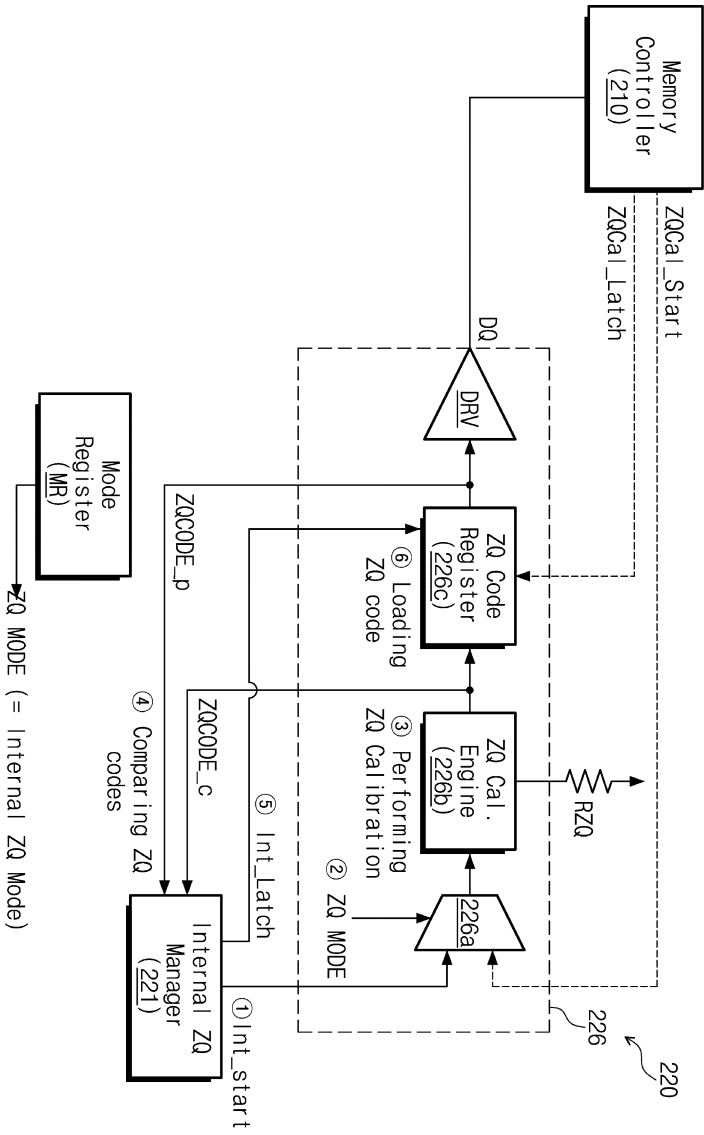 Memory
Controller
(210)
ZQCal_Start
ZQCal_Latch
DQ
DRV
ZQ Code
Register
(226c)
⑥ Loading
ZQ code
ZQ Cal.
Engine
(226b)
③ Performing
ZQ Calibration
RZQ
226a
② ZQ MODE
226
220
ZQCODE_p
ZQCODE_c
④ Comparing ZQ
codes
⑤ Int_Latch
①Int_start
Internal ZQ
Manager
(221)
Mode
Register
(MR)
ZQ MODE (= Internal ZQ Mode)